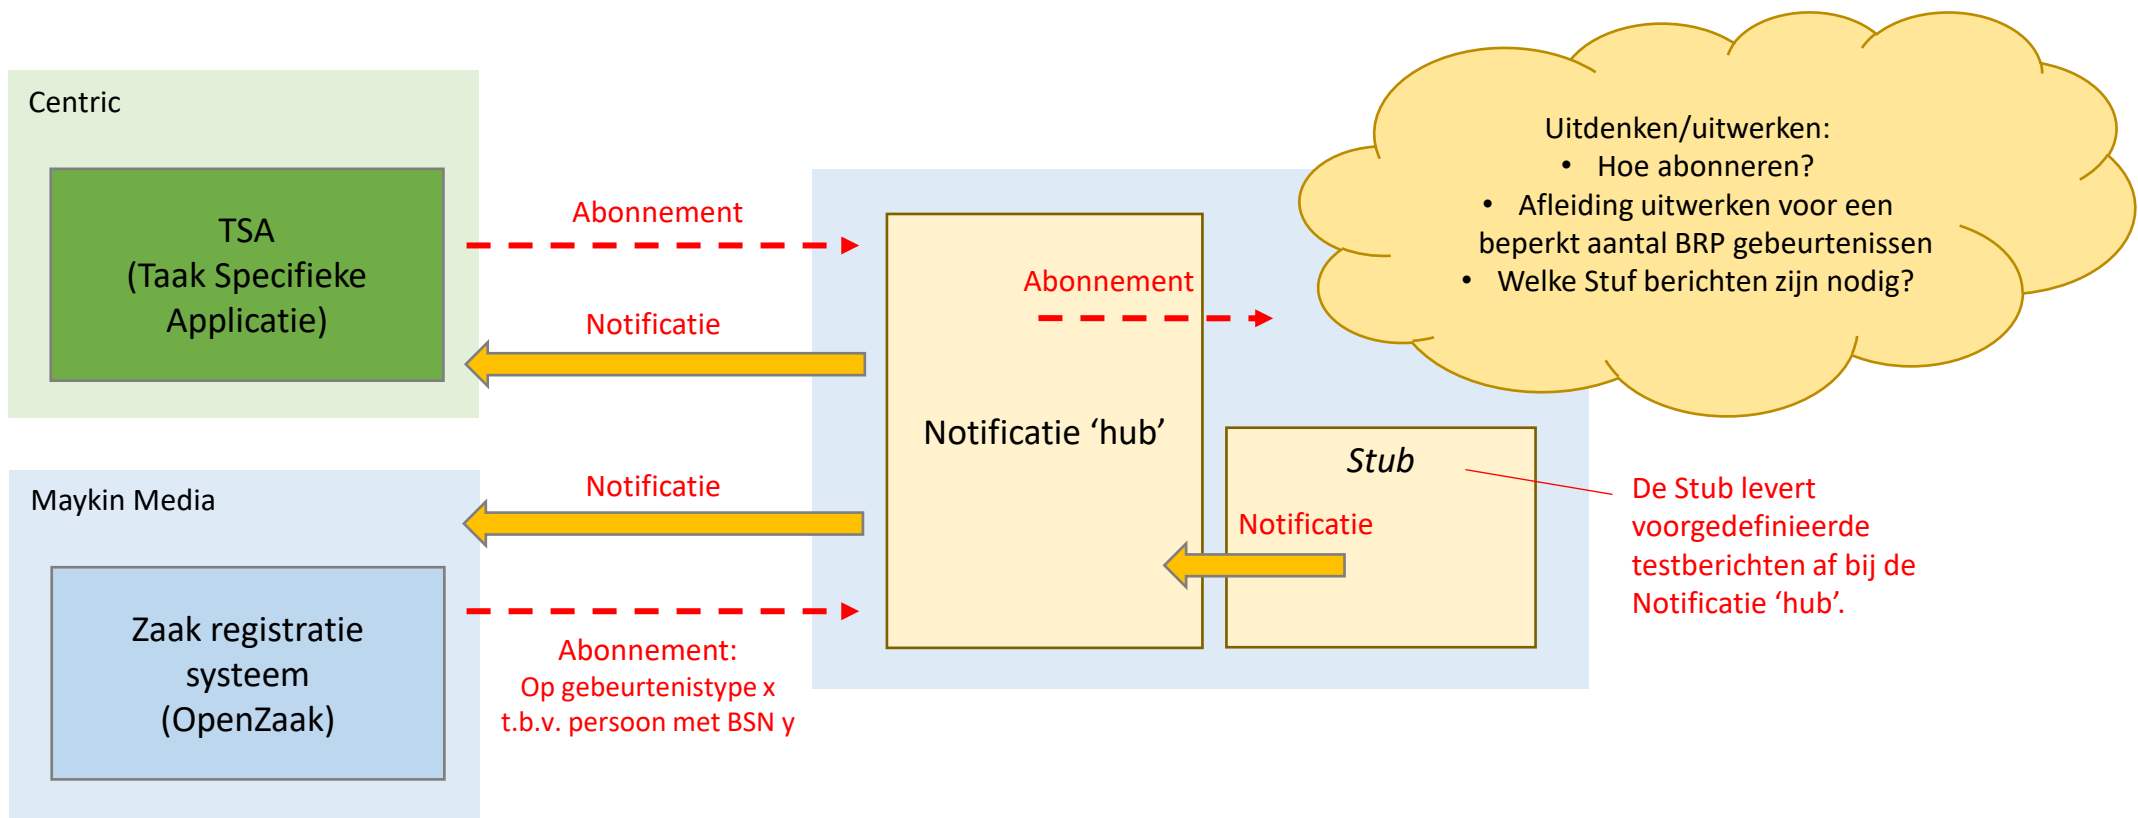 Centric
TSA
(Taak Specifieke
Applicatie)
Abonnement
Notificatie
Maykin Media
Zaak registratie
systeem
(OpenZaak)
Notificatie
Abonnement:
Op gebeurtenistype x
t.b.v. persoon met BSN y
Abonnement
Notificatie ‘hub’
Stub
Notificatie
Uitdenken/uitwerken:
• Hoe abonneren?
• Afleiding uitwerken voor een
beperkt aantal BRP gebeurtenissen
• Welke Stuf berichten zijn nodig?
De Stub levert
voorgedefinieerde
testberichten af bij de
Notificatie ‘hub’.